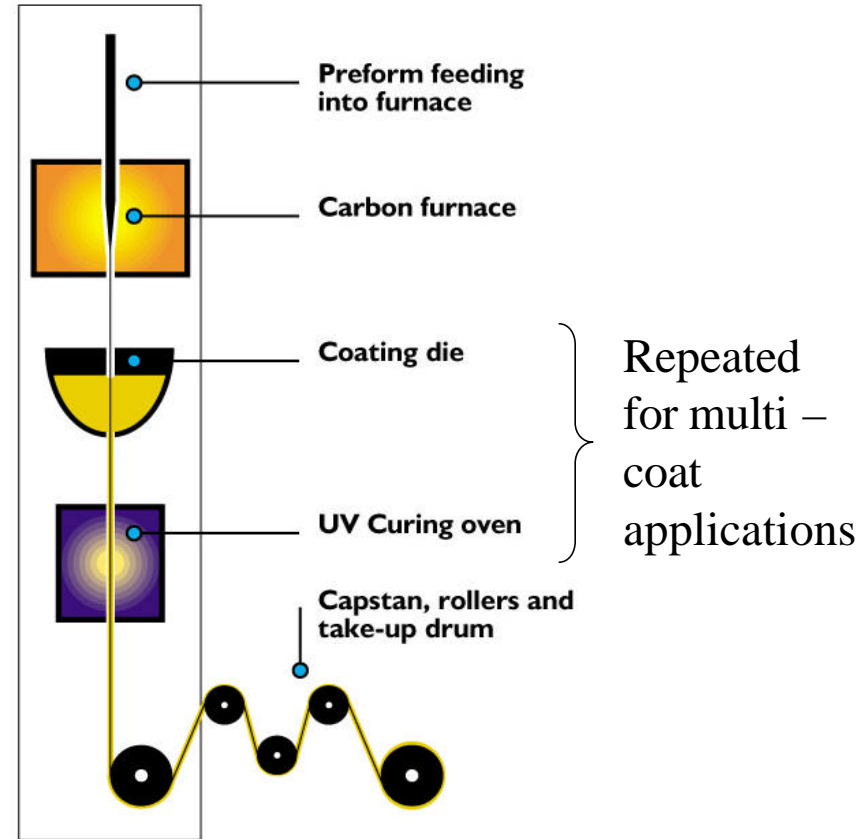 Preform feeding
into furnace
Carbon furnace
Coating die
UV Curing oven
Capstan, rollers and
take-up drum
Repeated
for multi –
coat
applications